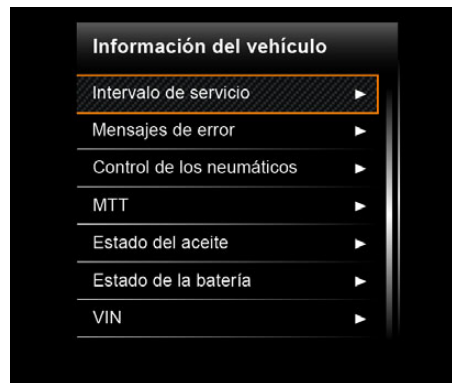 Información del vehículo
Intervalo de servicio
Mensajes de error
Control de los neumáticos
MTT
Estado del aceite
Estado de la batería
VIN